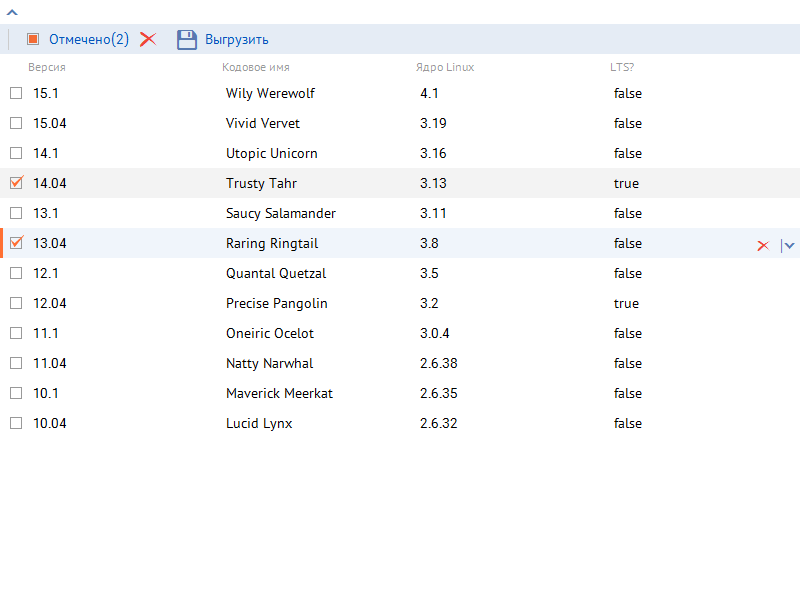 Отмечено(2) Выгрузить
Версия Кодовое имя Ядро Linux LTS?
15.1 Wily Werewolf 4.1 false
15.04 Vivid Vervet 3.19 false
14.1 Utopic Unicorn 3.16 false
14.04 Trusty Tahr 3.13 true
13.1 Saucy Salamander 3.11 false
13.04 Raring Ringtail 3.8 false
12.1 Quantal Quetzal 3.5 false
12.04 Precise Pangolin 3.2 true
11.1 Oneiric Ocelot 3.0.4 false
11.04 Natty Narwhal 2.6.38 false
10.1 Maverick Meerkat 2.6.35 false
10.04 Lucid Lynx 2.6.32 false